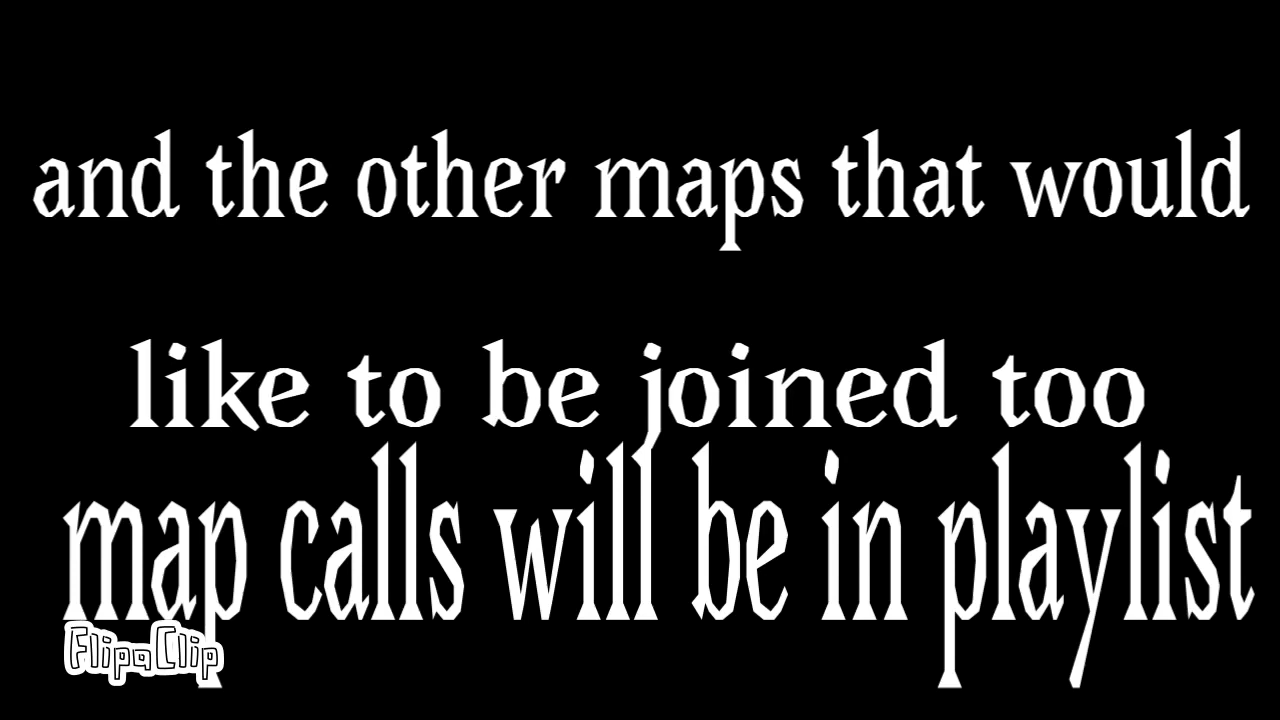 and the other maps that would
like to be joined too
map calls will be in playlist
FlipaClip